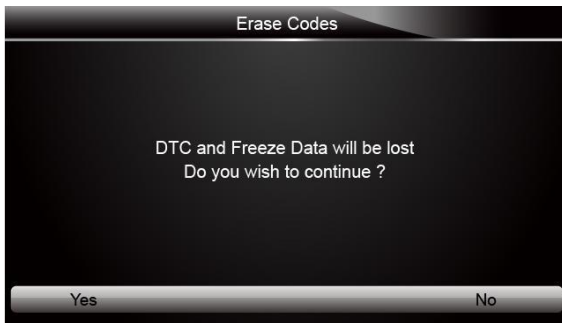 Erase Codes
DTC and Freeze Data will be lost
Do you wish to continue ?
Yes
No